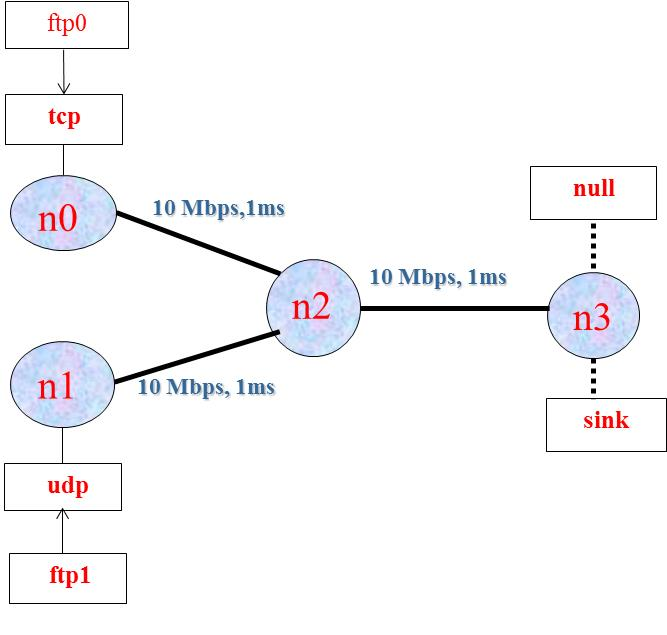 ftp0
tcp
n0
10 Mbps,1ms
null
n2
10 Mbps, 1ms
n3
n1
10 Mbps, 1ms
sink
udp
ftp1